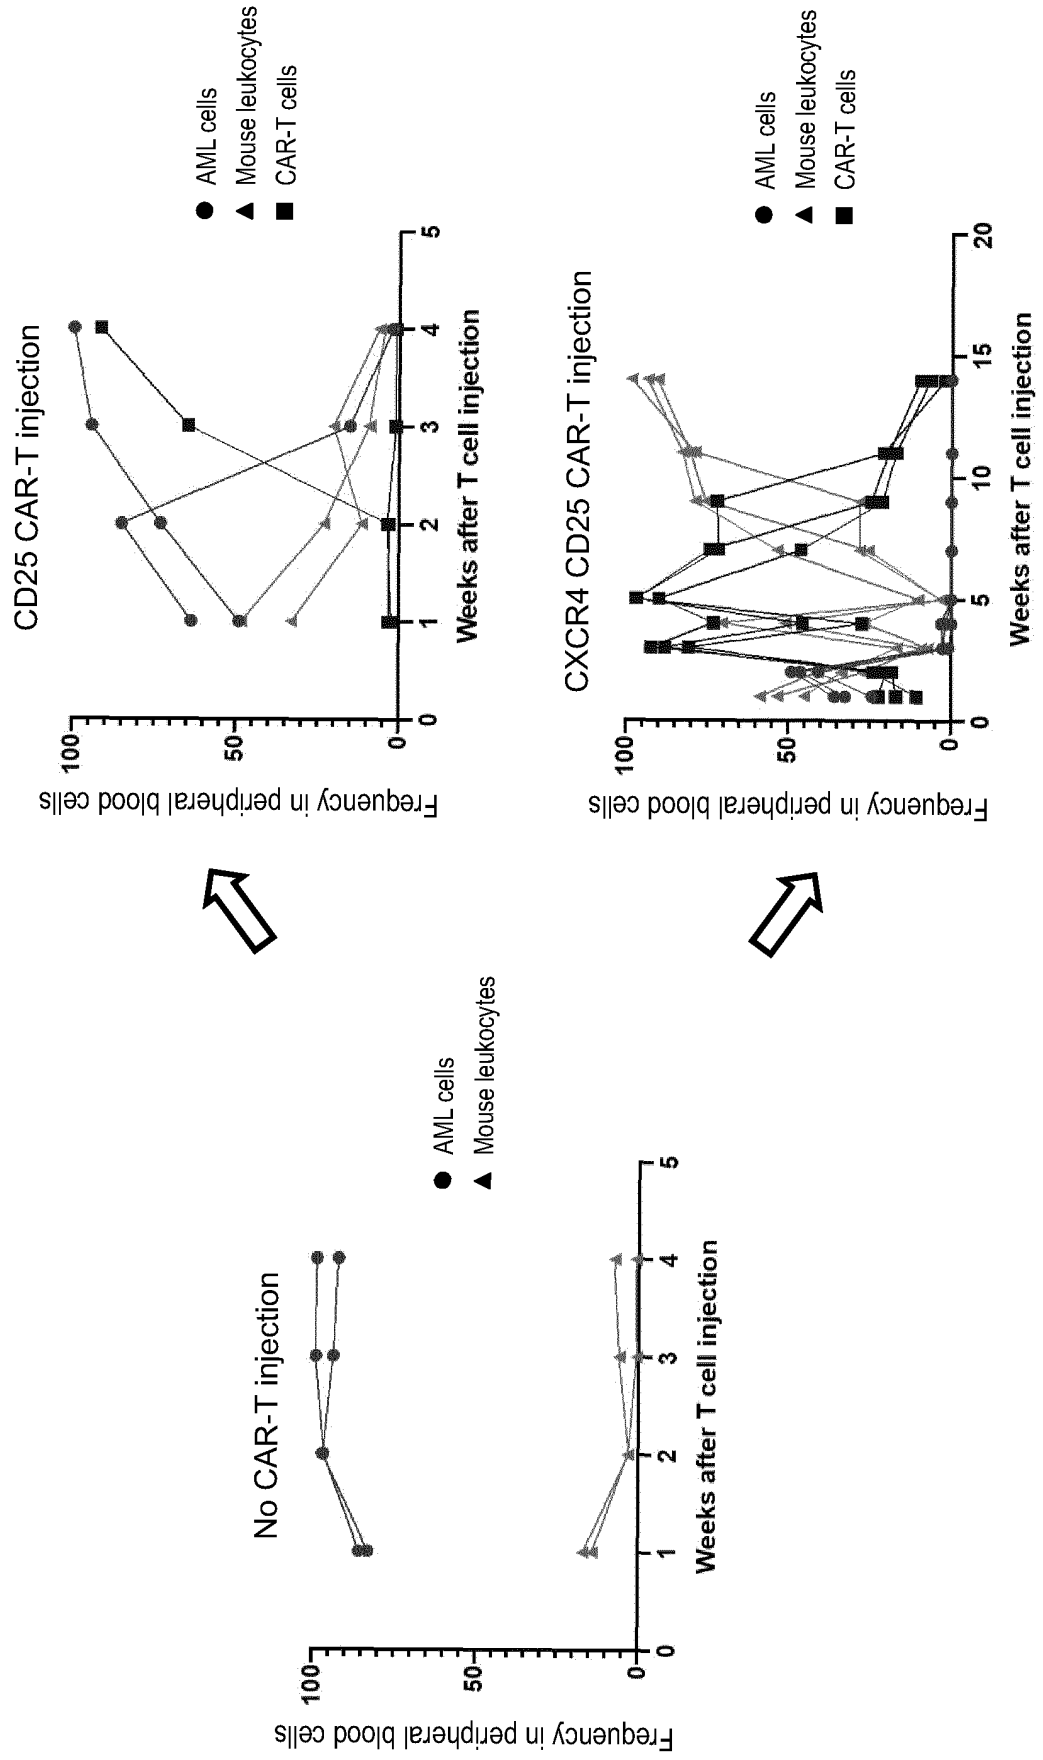 No CAR-T injection
Frequency in peripheral blood cells
100
50
0
0 1 2 3 4 5
Weeks after T cell injection
AML cells
Mouse leukocytes
CD25 CAR-T injection
Frequency in peripheral blood cells
100
50
0
0 1 2 3 4 5
Weeks after T cell injection
AML cells
Mouse leukocytes
CAR-T cells
CXCR4 CD25 CAR-T injection
Frequency in peripheral blood cells
100
50
0
0 5 10 15 20
Weeks after T cell injection
AML cells
Mouse leukocytes
CAR-T cells